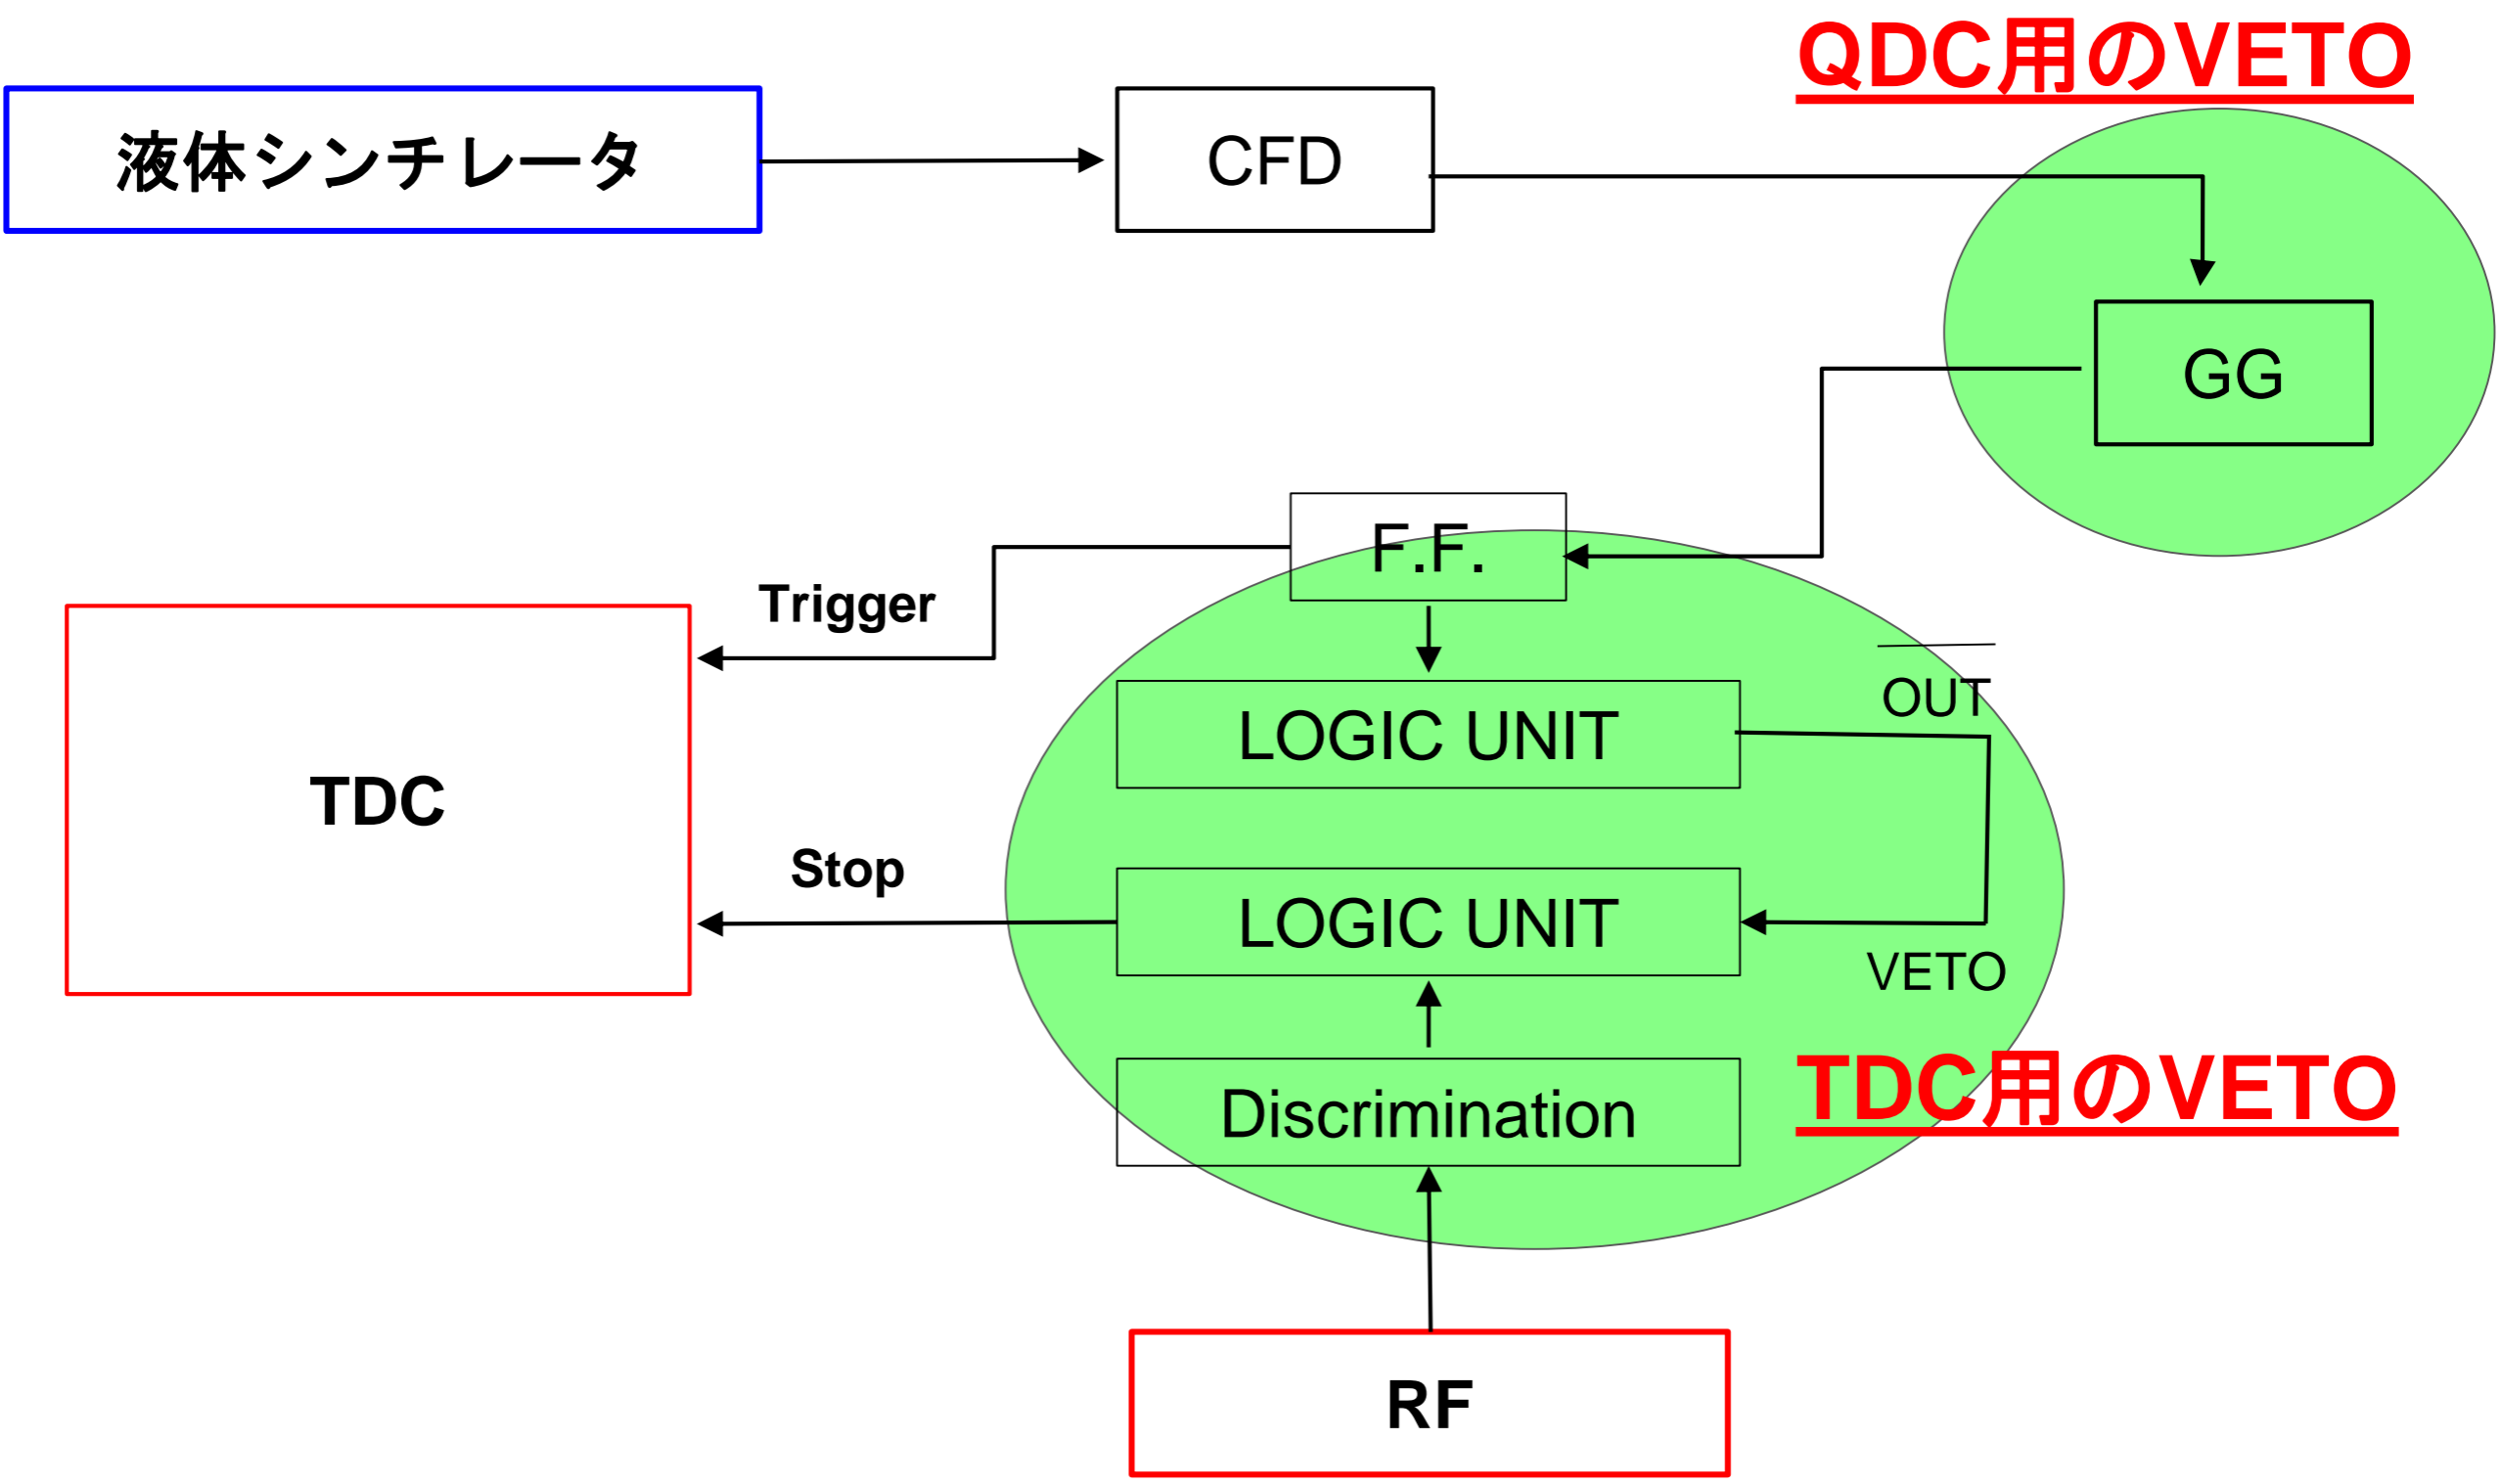 QDC用のVETO
液体シンチレータ
CFD
GG
F.F.
Trigger
OUT
LOGIC UNIT
TDC
Stop
LOGIC UNIT
VETO
TDC用のVETO
Discrimination
RF